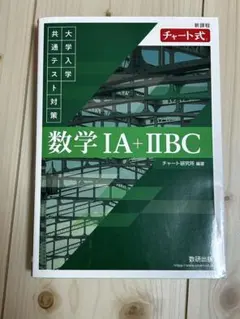 新課程
チャート式
大学入学
共通テスト対策
数学ⅠA+ⅡBC
チャート研究所 編著
数研出版